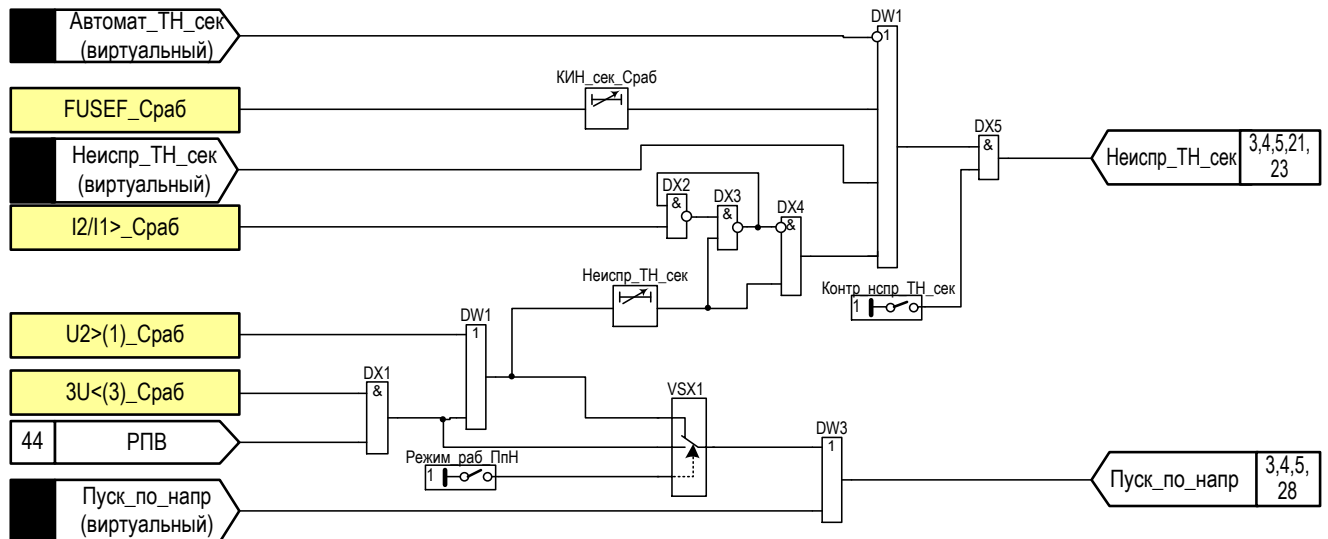 Автомат_ТН_сек
(виртуальный)
DW1
1
КИН_сек_Сраб
FUSEF_Сраб
DX5
&
Неиспр_ТН_сек
(виртуальный)
Неиспр_ТН_сек
3,4,5,21,
23
DX2
&
DX3
&
DX4
&
I2/I1>_Сраб
Неиспр_ТН_сек
Контр_нспр_ТН_сек
1
U2>(1)_Сраб
DW1
1
3U<(3)_Сраб
DX1
&
VSX1
44
РПВ
DW3
1
Режим_раб_ПпН
1
Пуск_по_напр
3,4,5,
28
Пуск_по_напр
(виртуальный)